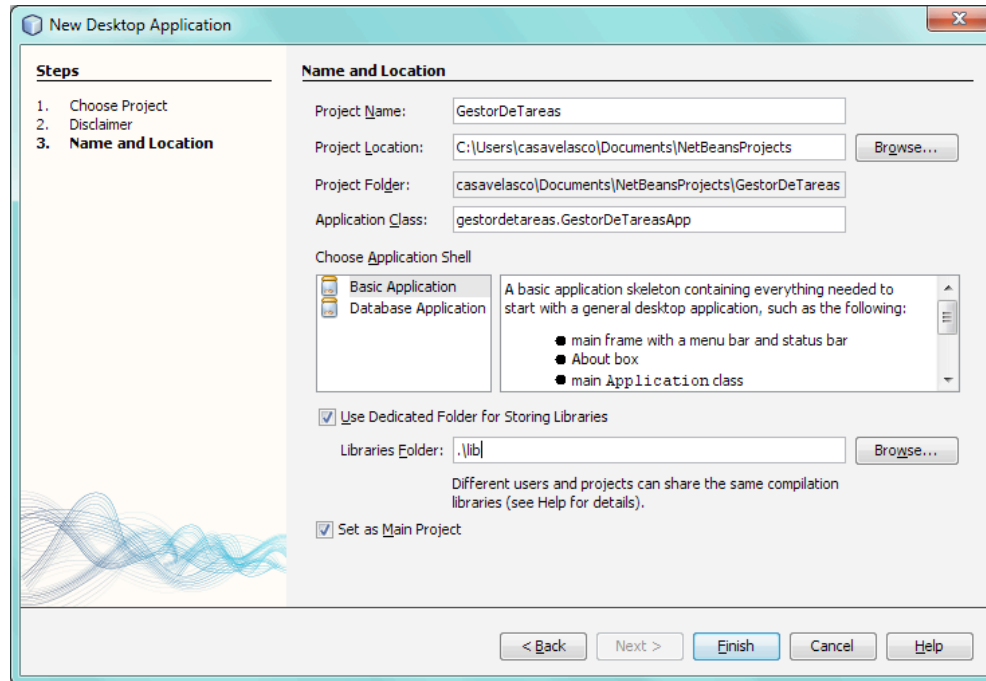 New Desktop Application
Steps
1. Choose Project
2. Disclaimer
3. Name and Location
Name and Location
Project Name: GestorDeTareas
Project Location: C:\Users\casavelasco\Documents\NetBeansProjects Browse...
Project Folder: casavelasco\Documents\NetBeansProjects\GestorDeTareas
Application Class: gestordetareas.GestorDeTareasApp
Choose Application Shell
Basic Application
Database Application
A basic application skeleton containing everything needed to
start with a general desktop application, such as the following:
● main frame with a menu bar and status bar
● About box
● main Application class
Use Dedicated Folder for Storing Libraries
Libraries Folder: .\lib Browse...
Different users and projects can share the same compilation
libraries (see Help for details).
Set as Main Project
< Back Next > Finish Cancel Help